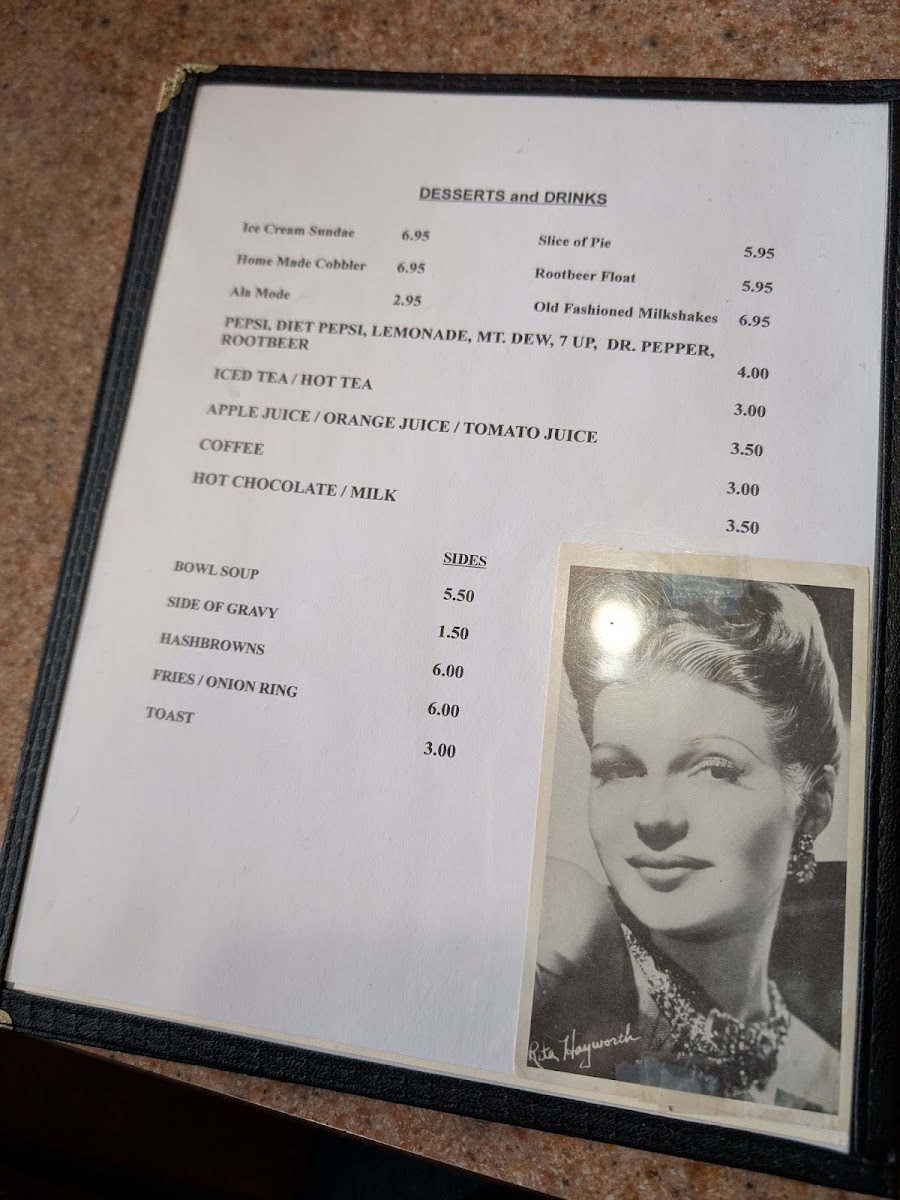 DESSERTS and DRINKS
Ice Cream Sundae 6.95 Slice of Pie 5.95
Home Made Cobbler 6.95 Rootbeer Float 5.95
Ala Mode 2.95 Old Fashioned Milkshakes 6.95
PEPSI, DIET PEPSI, LEMONADE, MT. DEW, 7 UP, DR. PEPPER,
ROOTBEER 4.00
ICED TEA / HOT TEA 3.00
APPLE JUICE / ORANGE JUICE / TOMATO JUICE 3.50
COFFEE 3.00
HOT CHOCOLATE / MILK 3.50
SIDES
BOWL SOUP 5.50
SIDE OF GRAVY 1.50
HASHBROWNS 6.00
FRIES / ONION RING 6.00
TOAST 3.00
Rita Hayworth